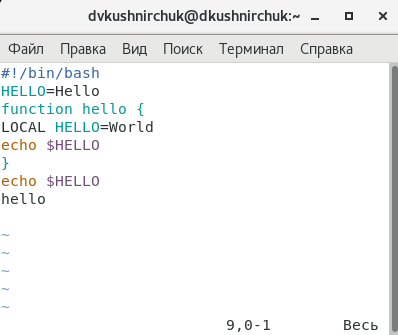 dvkushnirchuk@dkushnirchuk:~
Файл Правка Вид Поиск Терминал Справка
#!/bin/bash
HELLO=Hello
function hello {
LOCAL HELLO=World
echo $HELLO
}
echo $HELLO
hello
~
~
~
~
~
9,0-1 Весь